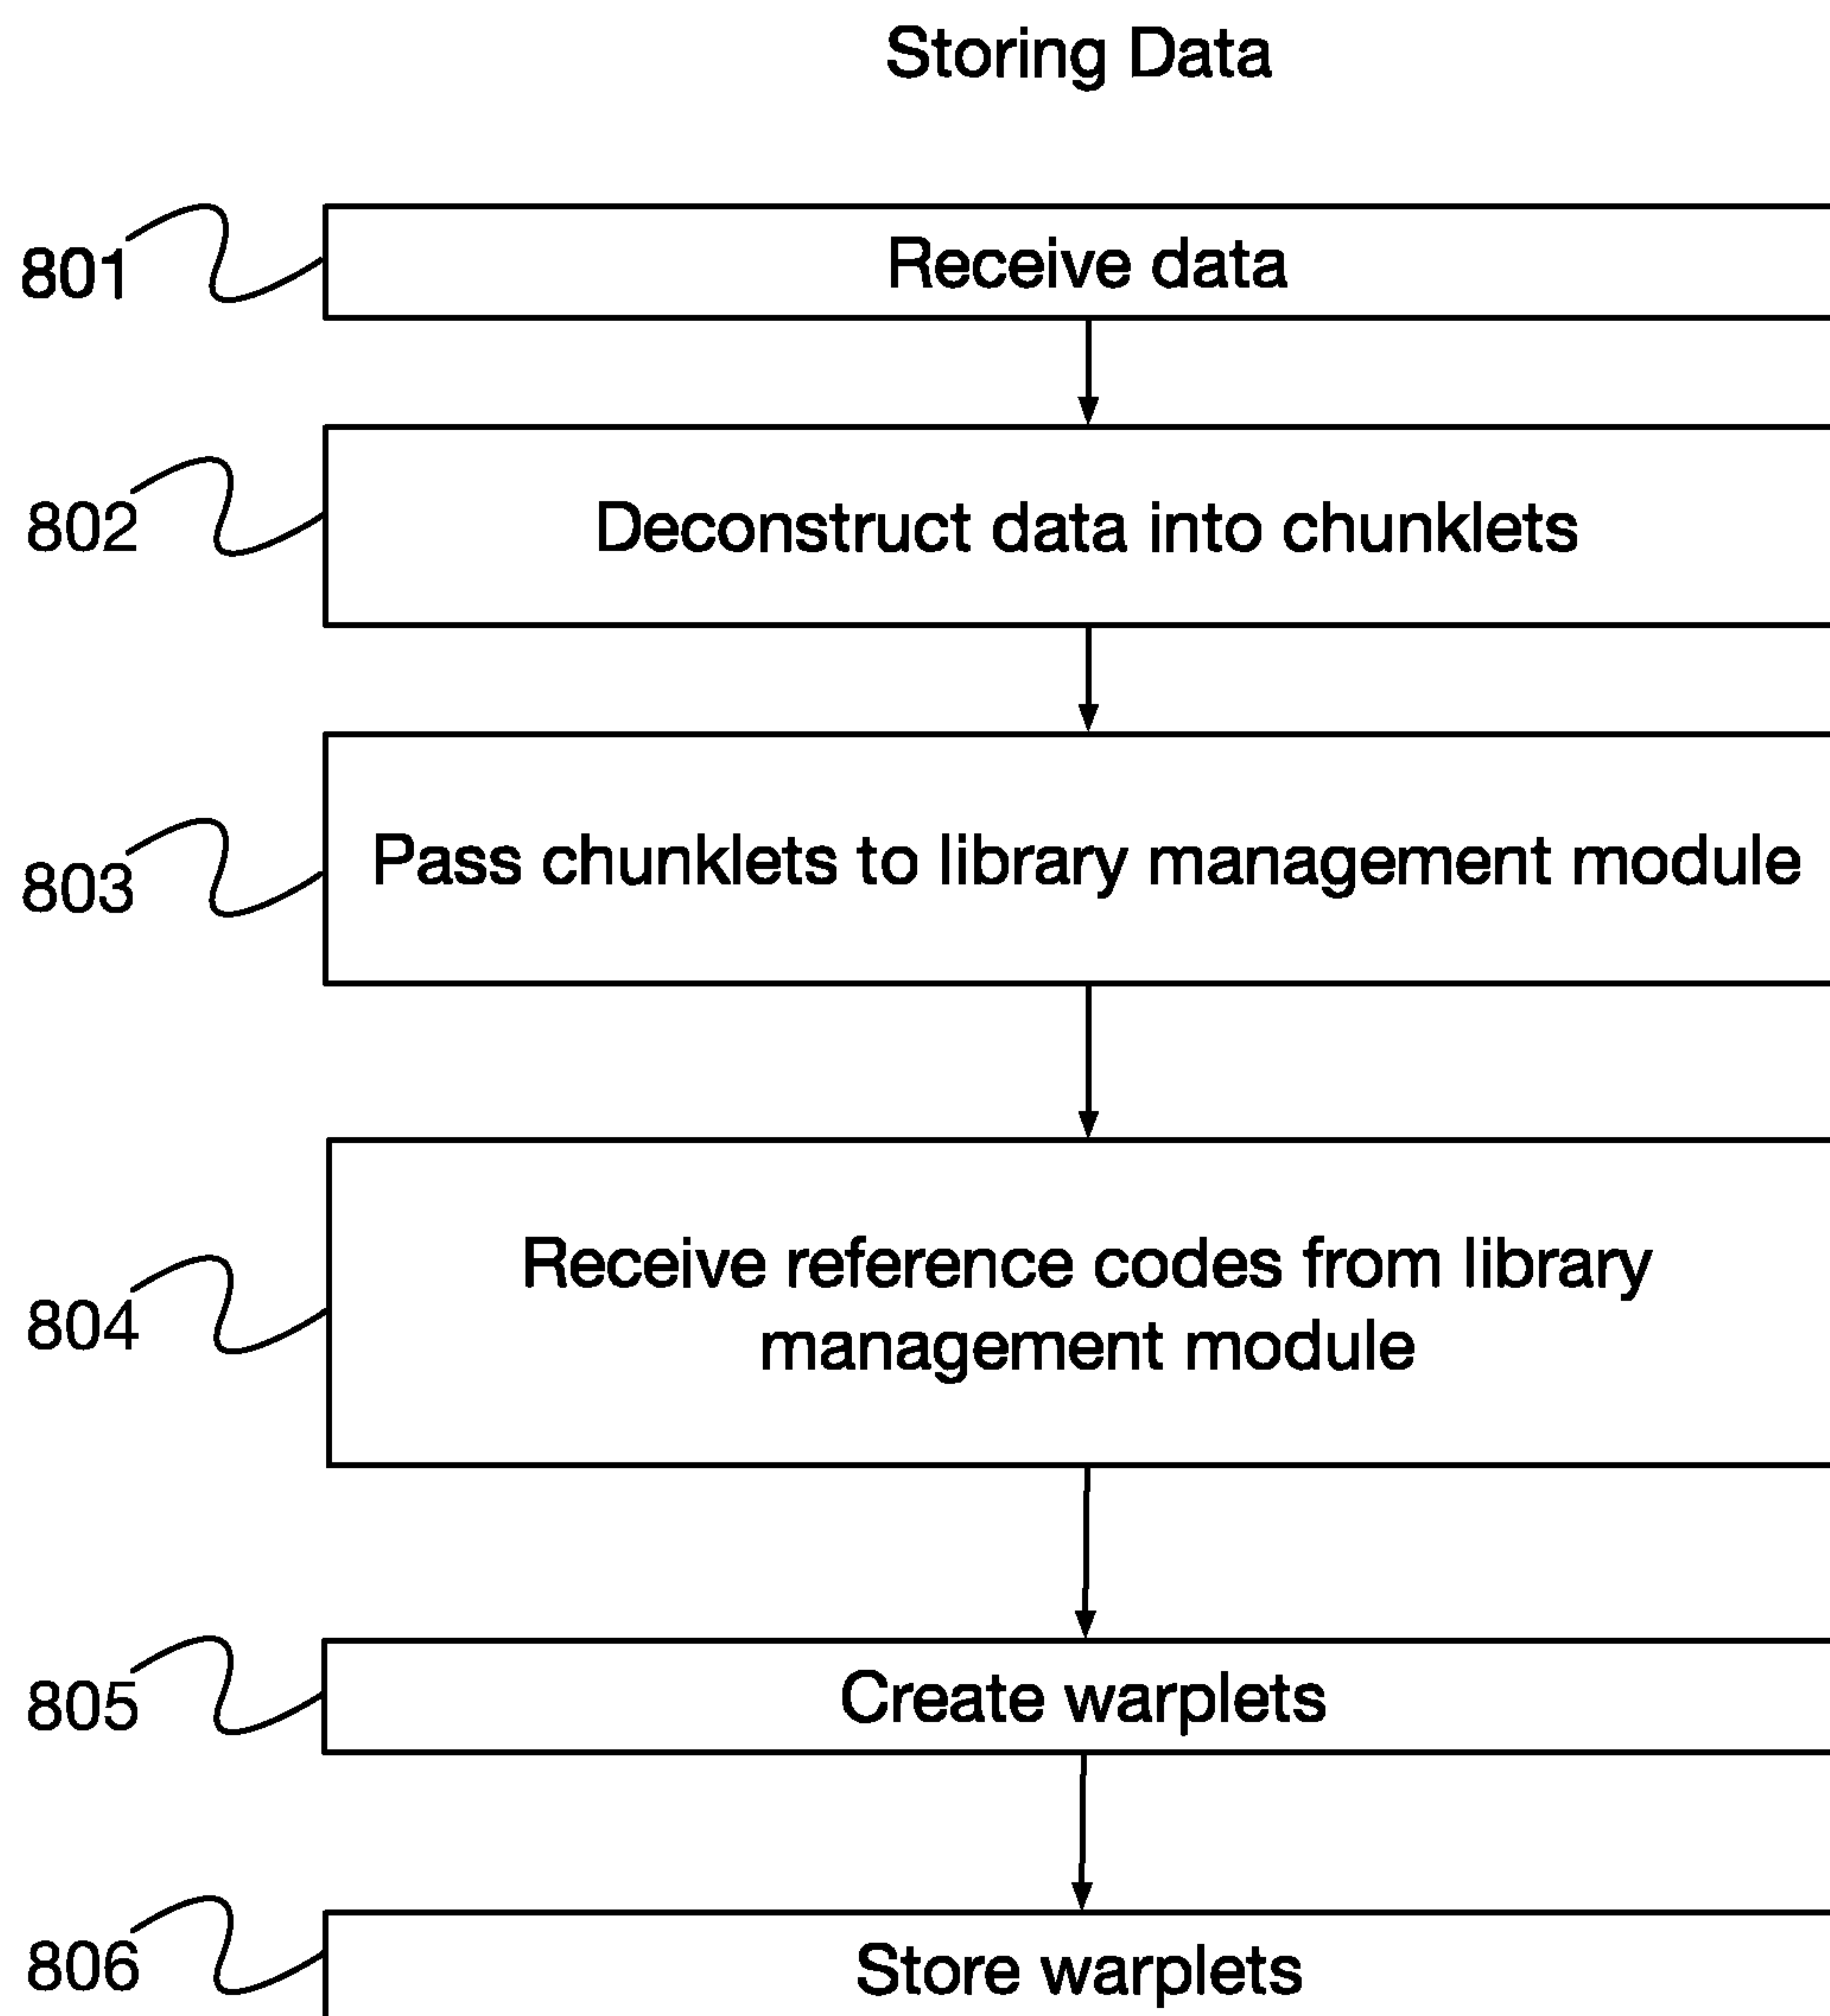 Storing Data
801
Receive data
802
Deconstruct data into chunklets
803
Pass chunklets to library management module
804
Receive reference codes from library
management module
805
Create warplets
806
Store warplets